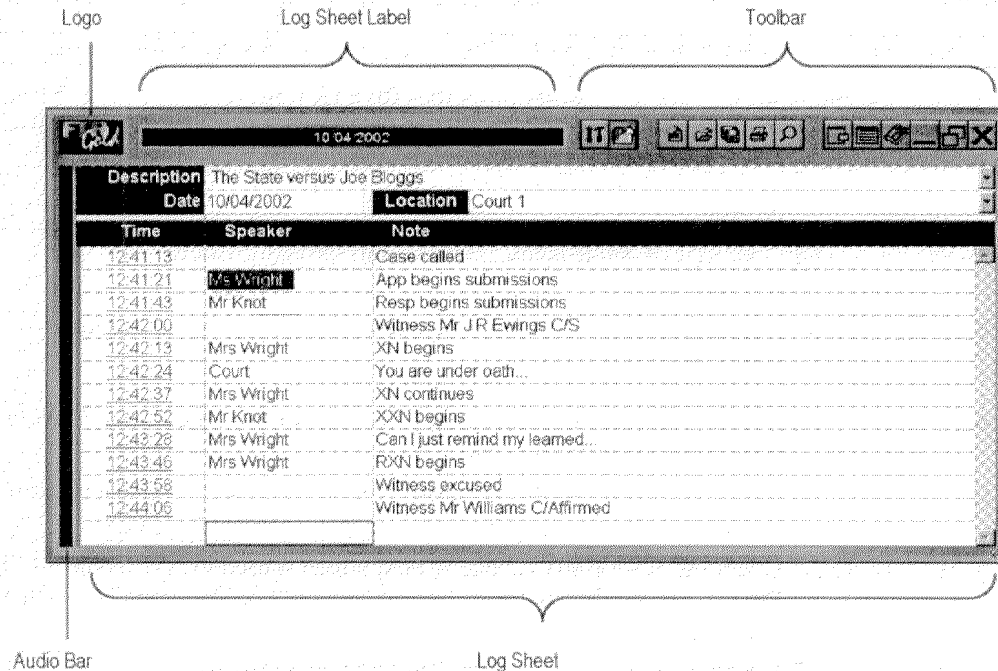 Logo Log Sheet Label Toolbar
Gold 10/04/2002
Description The State versus Joe Bloggs
Date 10/04/2002 Location Court 1
Time Speaker Note
12:41:13 Case called
12:41:21 Ms Wright App begins submissions
12:41:43 Mr Knot Resp begins submissions
12:42:00 Witness Mr J R Ewings C/S
12:42:13 Mrs Wright XN begins
12:42:24 Court You are under oath...
12:42:37 Mrs Wright XN continues
12:42:52 Mr Knot XXN begins
12:43:28 Mrs Wright Can I just remind my learned...
12:43:46 Mrs Wright RXN begins
12:43:58 Witness excused
12:44:06 Witness Mr Williams C/Affirmed
Audio Bar Log Sheet